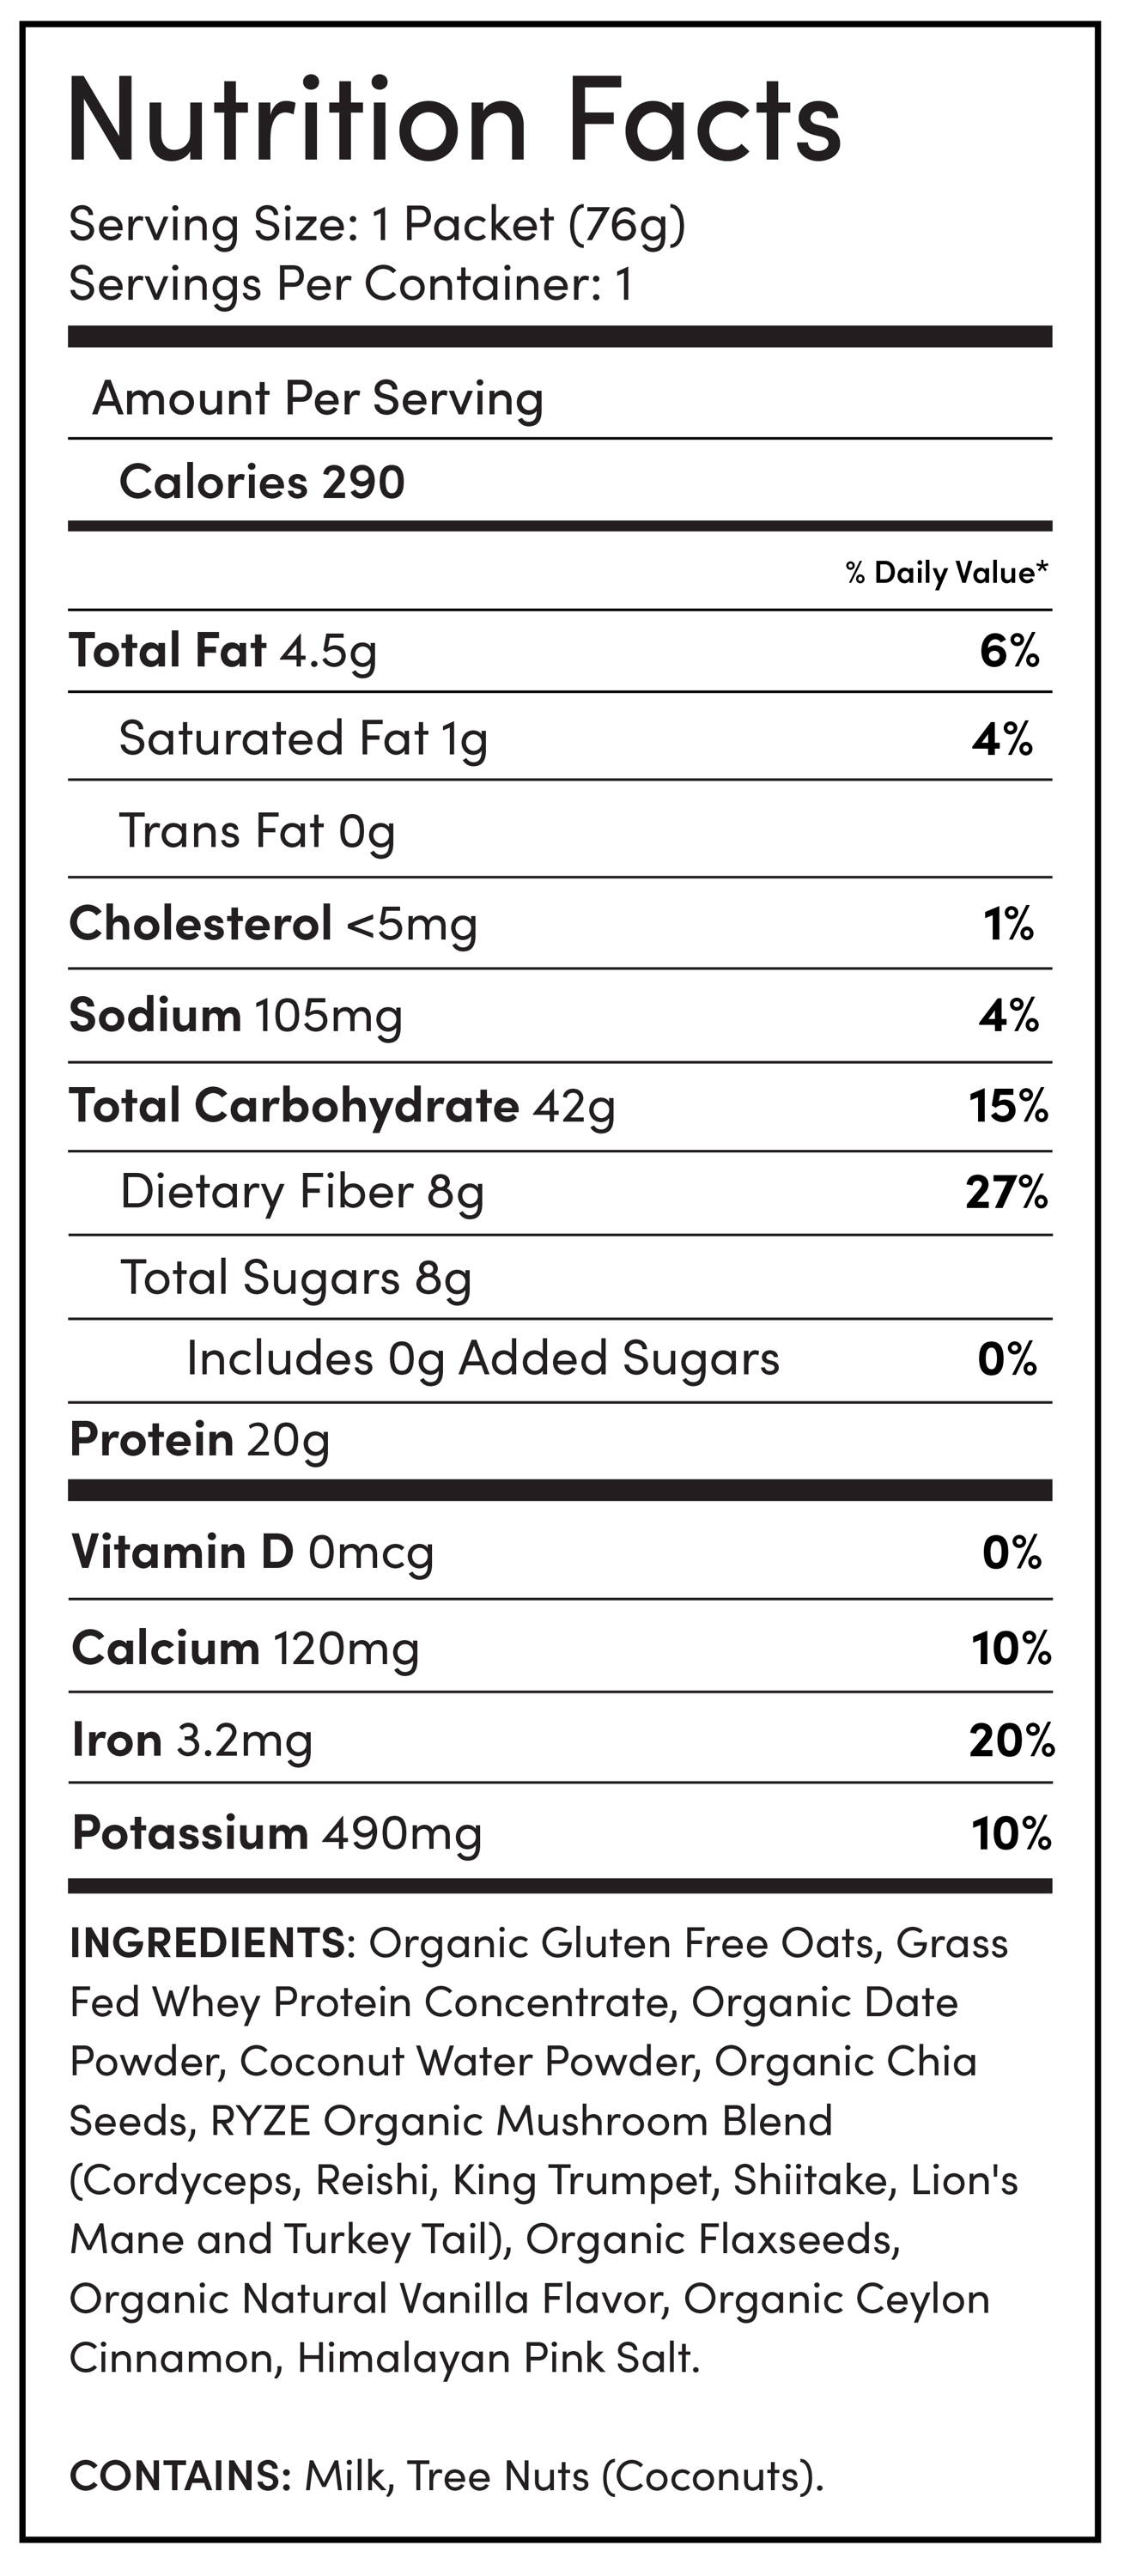 Nutrition Facts
Serving Size: 1 Packet (76g)
Servings Per Container: 1
Amount Per Serving
Calories 290
% Daily Value*
Total Fat 4.5g 6%
Saturated Fat 1g 4%
Trans Fat 0g
Cholesterol <5mg 1%
Sodium 105mg 4%
Total Carbohydrate 42g 15%
Dietary Fiber 8g 27%
Total Sugars 8g
Includes 0g Added Sugars 0%
Protein 20g
Vitamin D 0mcg 0%
Calcium 120mg 10%
Iron 3.2mg 20%
Potassium 490mg 10%
INGREDIENTS: Organic Gluten Free Oats, Grass
Fed Whey Protein Concentrate, Organic Date
Powder, Coconut Water Powder, Organic Chia
Seeds, RYZE Organic Mushroom Blend
(Cordyceps, Reishi, King Trumpet, Shiitake, Lion's
Mane and Turkey Tail), Organic Flaxseeds,
Organic Natural Vanilla Flavor, Organic Ceylon
Cinnamon, Himalayan Pink Salt.
CONTAINS: Milk, Tree Nuts (Coconuts).